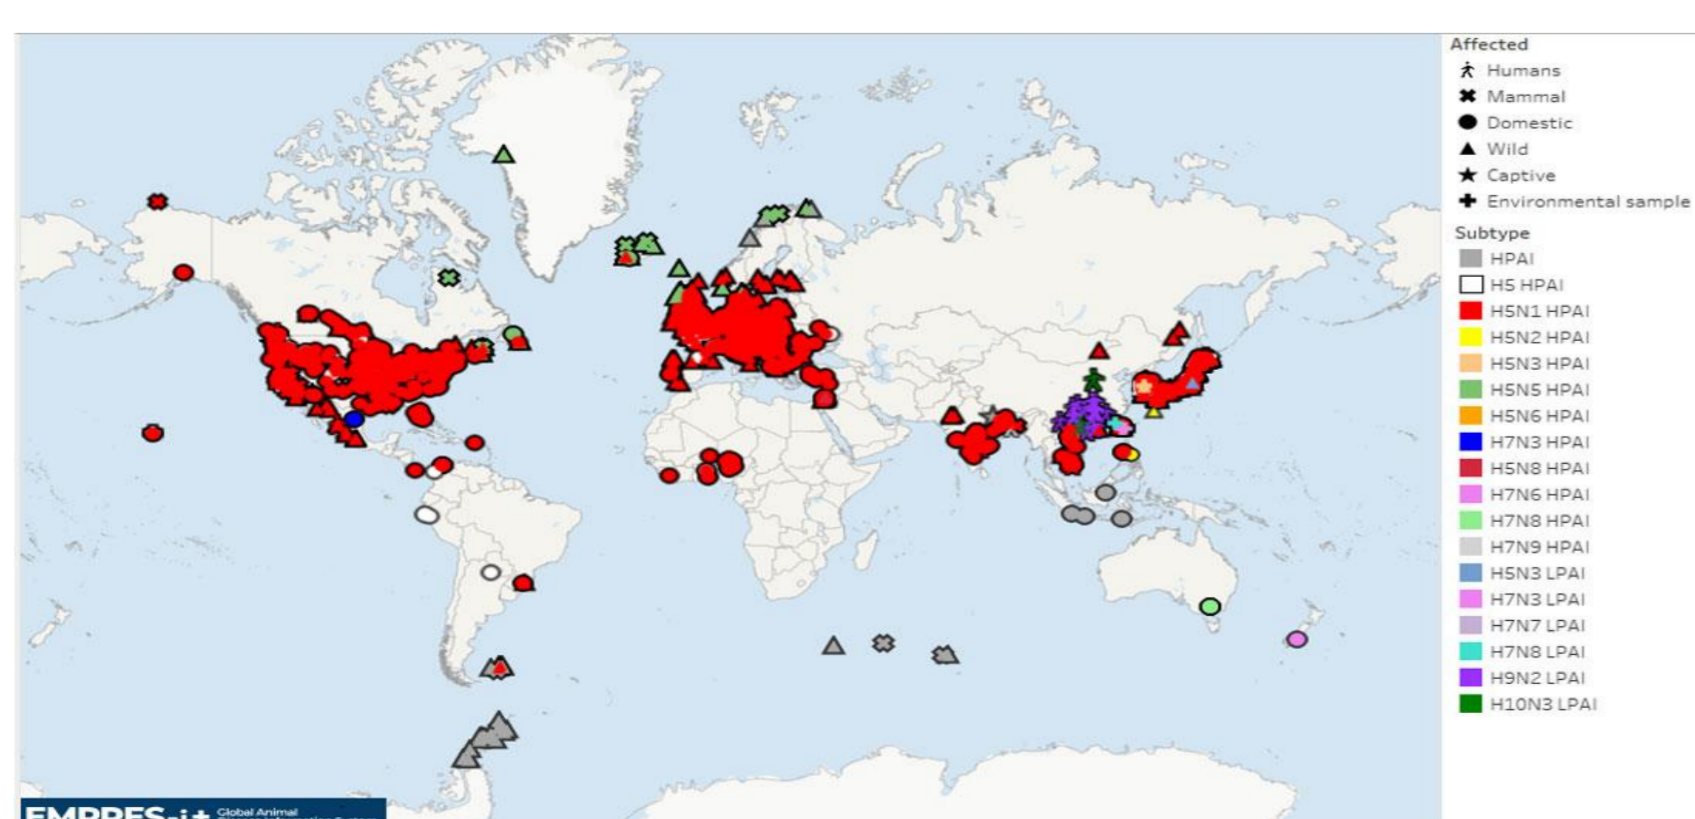 Affected
Humans
Mammal
Domestic
Wild
Captive
Environmental sample
Subtype
HPAI
H5 HPAI
H5N1 HPAI
H5N2 HPAI
H5N3 HPAI
H5N5 HPAI
H5N6 HPAI
H7N3 HPAI
H5N8 HPAI
H7N6 HPAI
H7N8 HPAI
H7N9 HPAI
H5N3 LPAI
H7N3 LPAI
H7N7 LPAI
H7N8 LPAI
H9N2 LPAI
H10N3 LPAI
EMPRES-i+ Global Animal